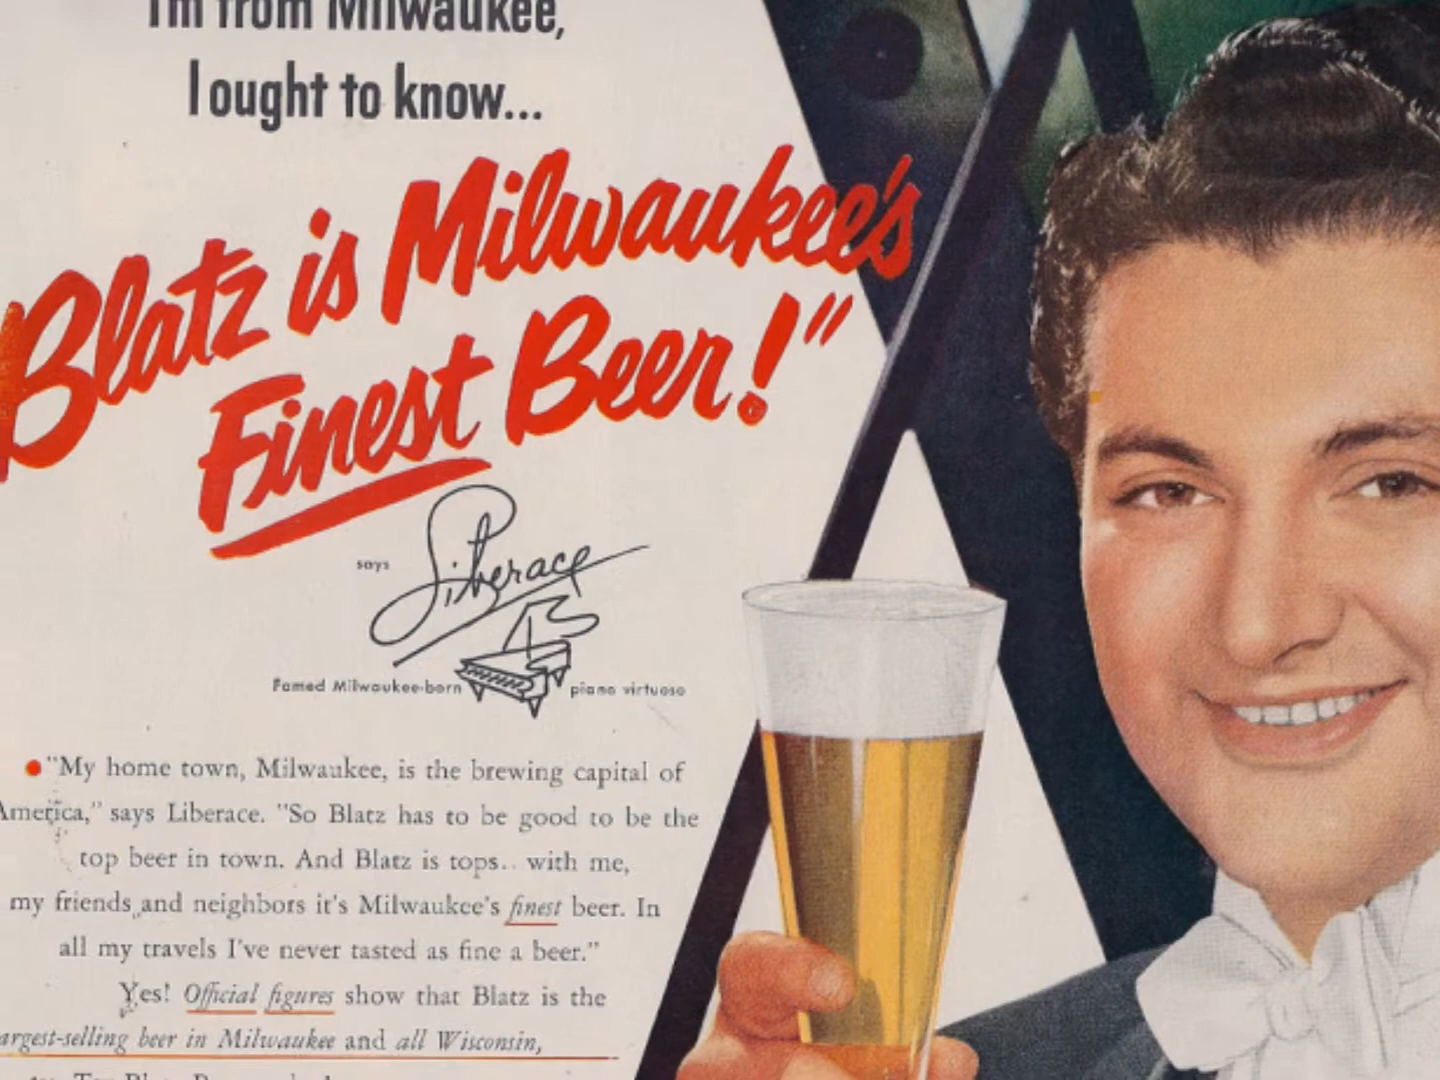 I'm from Milwaukee,
I ought to know...
"Blatz is Milwaukee's
Finest Beer!"
says Liberace
Famed Milwaukee-born piano virtuoso
"My home town, Milwaukee, is the brewing capital of
America," says Liberace. "So Blatz has to be good to be the
top beer in town. And Blatz is tops.. with me,
my friends and neighbors it's Milwaukee's finest beer. In
all my travels I've never tasted as fine a beer."
Yes! Official figures show that Blatz is the
argest-selling beer in Milwaukee and all Wisconsin,